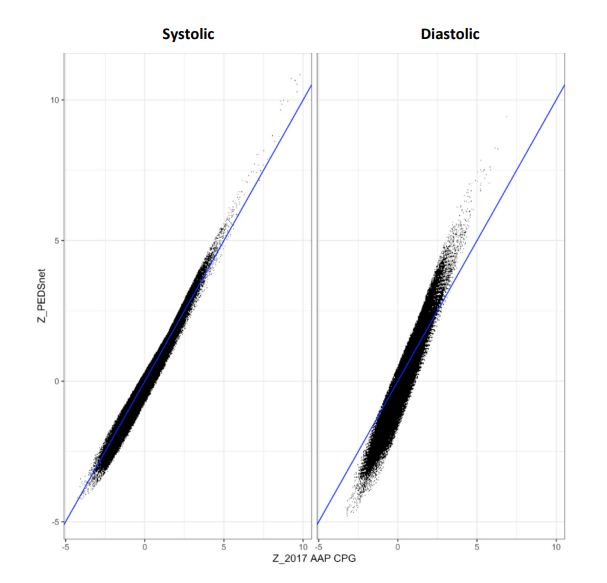 Systolic Diastolic
10
5
0
-5
Z_PEDSnet
-5 0 5 10 -5 0 5 10
Z_2017 AAP CPG